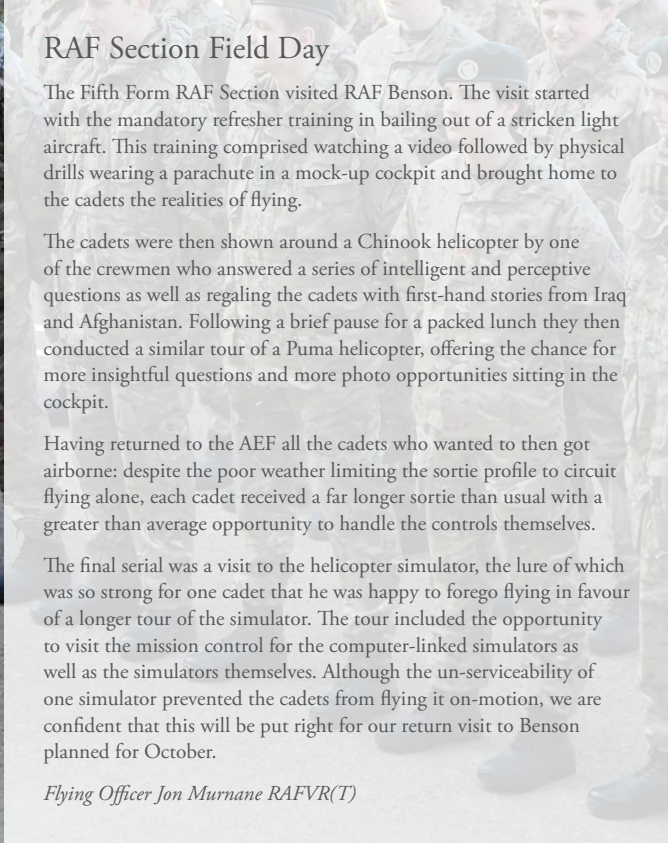 RAF Section Field Day
The Fifth Form RAF Section visited RAF Benson. The visit started
with the mandatory refresher training in bailing out of a stricken light
aircraft. This training comprised watching a video followed by physical
drills wearing a parachute in a mock-up cockpit and brought home to
the cadets the realities of flying.
The cadets were then shown around a Chinook helicopter by one
of the crewmen who answered a series of intelligent and perceptive
questions as well as regaling the cadets with first-hand stories from Iraq
and Afghanistan. Following a brief pause for a packed lunch they then
conducted a similar tour of a Puma helicopter, offering the chance for
more insightful questions and more photo opportunities sitting in the
cockpit.
Having returned to the AEF all the cadets who wanted to then got
airborne: despite the poor weather limiting the sortie profile to circuit
flying alone, each cadet received a far longer sortie than usual with a
greater than average opportunity to handle the controls themselves.
The final serial was a visit to the helicopter simulator, the lure of which
was so strong for one cadet that he was happy to forego flying in favour
of a longer tour of the simulator. The tour included the opportunity
to visit the mission control for the computer-linked simulators as
well as the simulators themselves. Although the un-serviceability of
one simulator prevented the cadets from flying it on-motion, we are
confident that this will be put right for our return visit to Benson
planned for October.
Flying Officer Jon Murnane RAFVR(T)